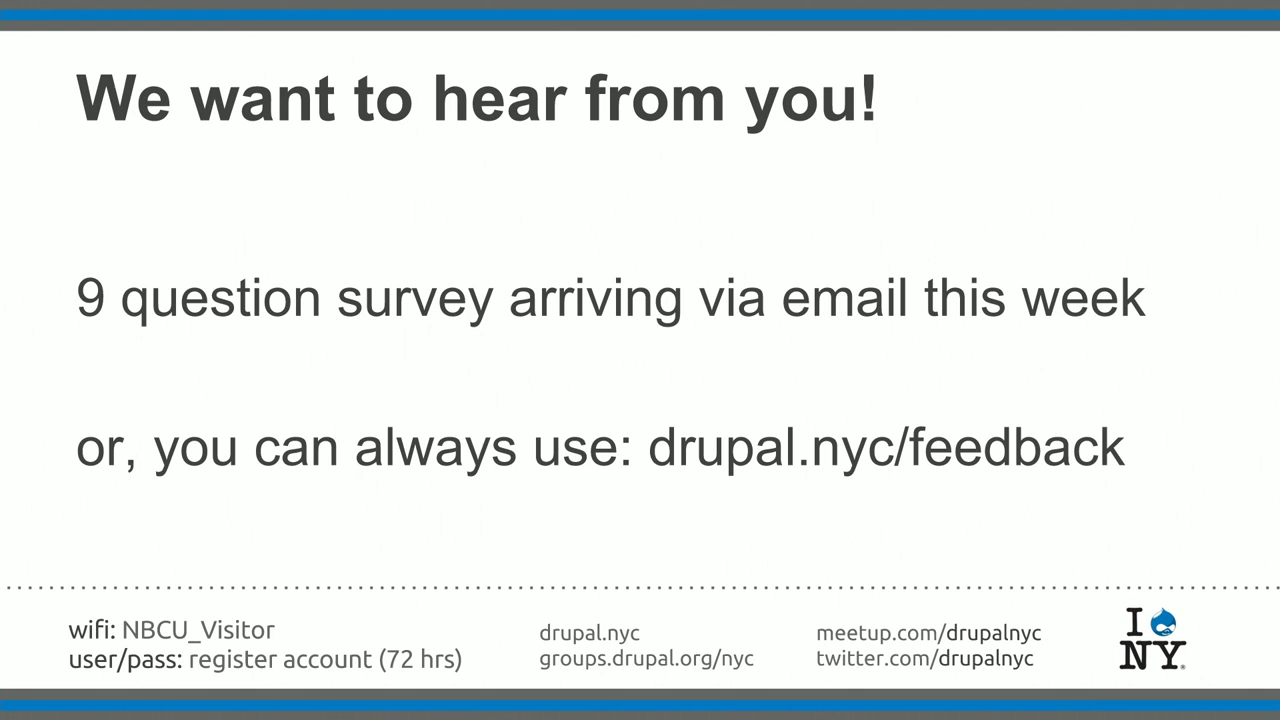 We want to hear from you!
9 question survey arriving via email this week
or, you can always use: drupal.nyc/feedback
wifi: NBCU_Visitor
user/pass: register account (72 hrs)
drupal.nyc
groups.drupal.org/nyc
meetup.com/drupalnyc
twitter.com/drupalnyc
I
NY®